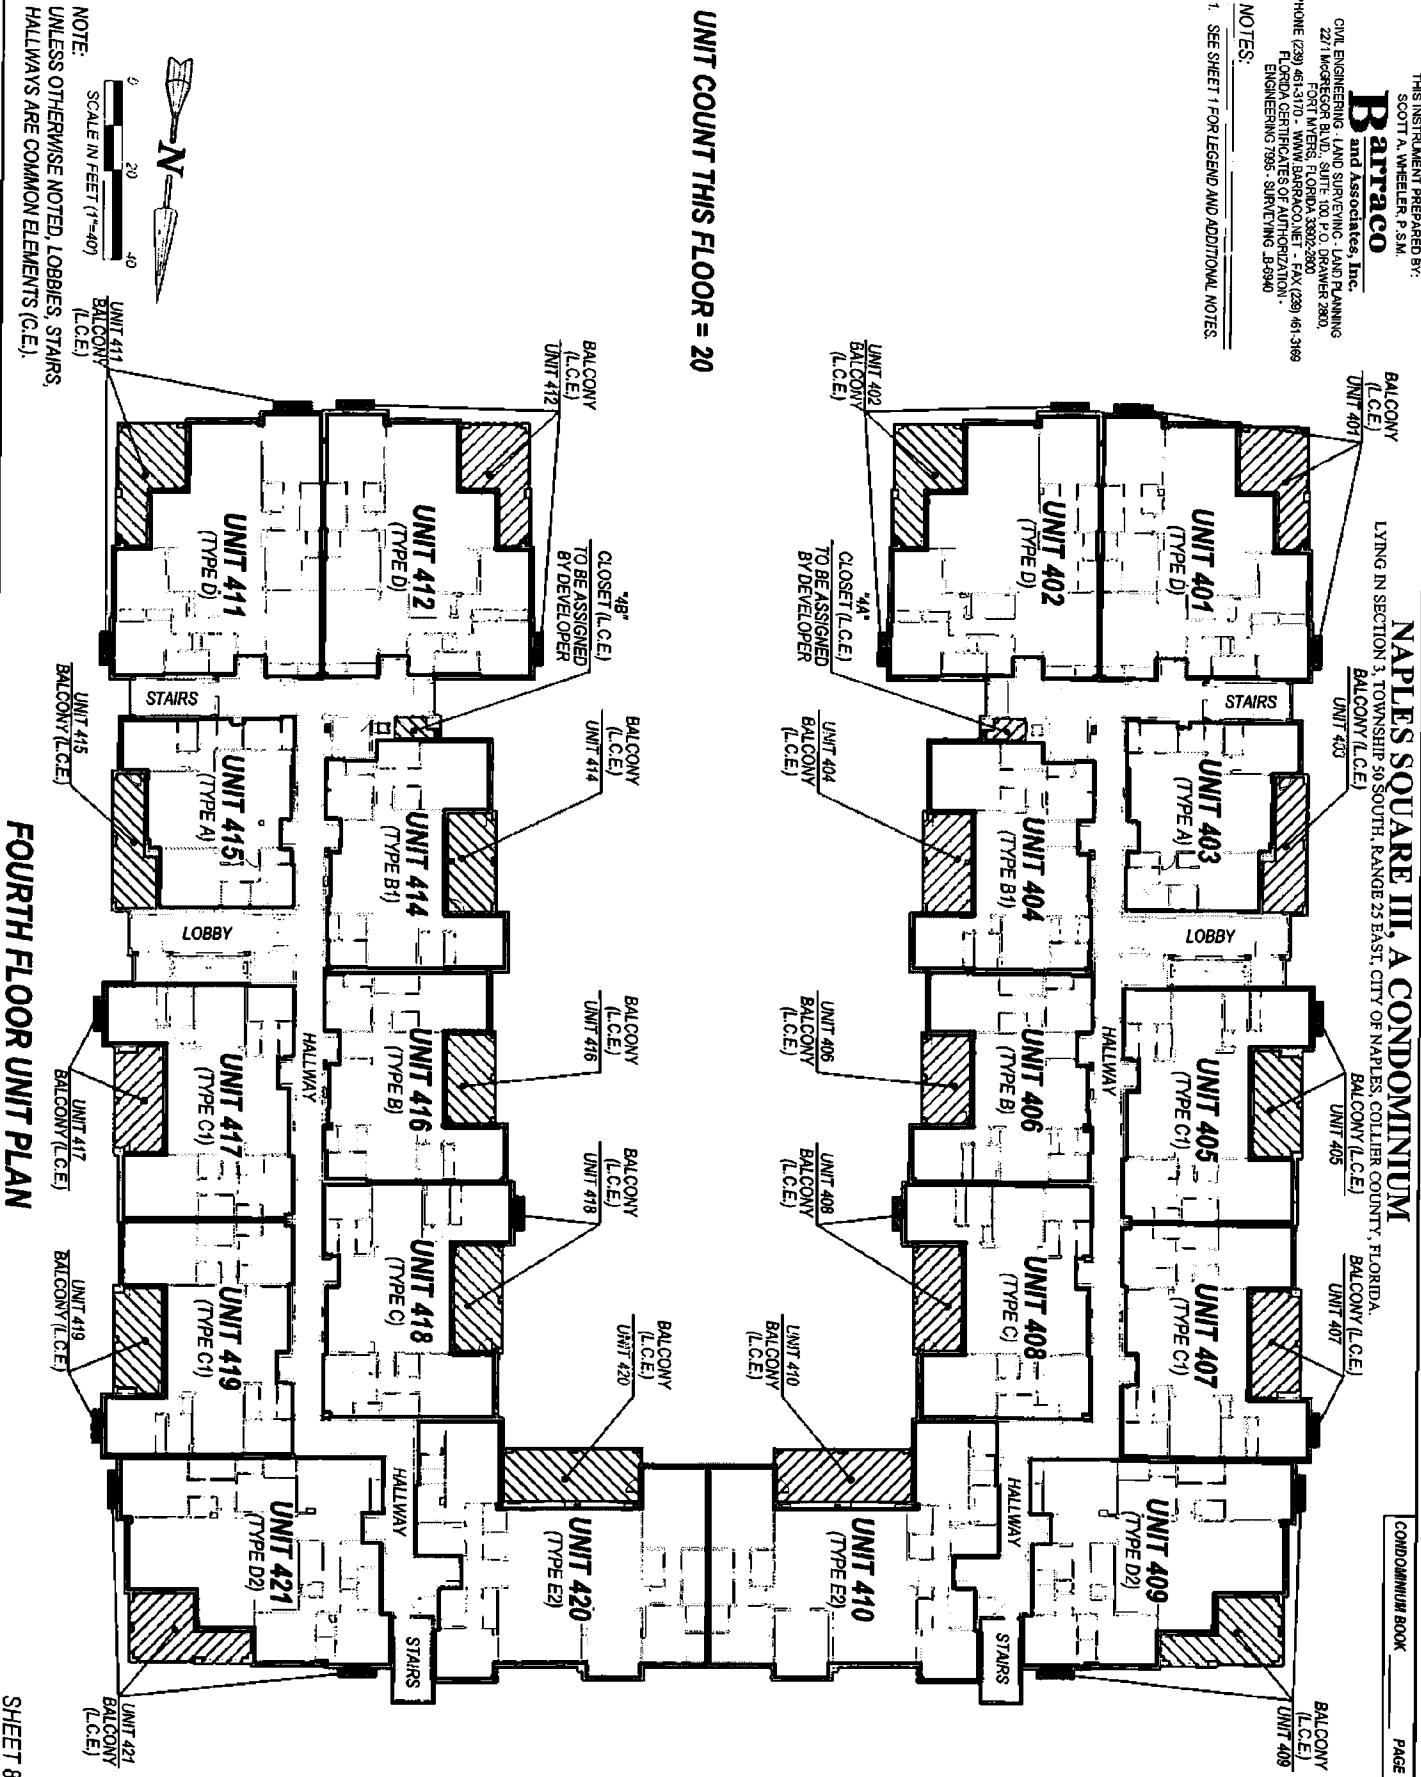 THIS INSTRUMENT PREPARED BY:
SCOTT A. WHEELER, P.S.M.
Barraco
and Associates, Inc.
CIVIL ENGINEERING - LAND SURVEYING - LAND PLANNING
2271 McGREGOR BLVD., SUITE 100, P.O. DRAWER 2800,
FORT MYERS, FLORIDA 33902-2800
PHONE (239) 461-3170 - WWW.BARRACO.NET - FAX (239) 461-3169
FLORIDA CERTIFICATES OF AUTHORIZATION -
ENGINEERING 7995 - SURVEYING LB-6940
NOTES:
1. SEE SHEET 1 FOR LEGEND AND ADDITIONAL NOTES.
NAPLES SQUARE III, A CONDOMINIUM
LYING IN SECTION 3, TOWNSHIP 50 SOUTH, RANGE 25 EAST, CITY OF NAPLES, COLLIER COUNTY, FLORIDA.
CONDOMINIUM BOOK
PAGE
BALCONY
(L.C.E.)
UNIT 401
UNIT 403
BALCONY (L.C.E.)
UNIT 405
BALCONY (L.C.E.)
BALCONY (L.C.E.)
UNIT 407
BALCONY
(L.C.E.)
UNIT 409
UNIT 401
(TYPE D)
STAIRS
UNIT 403
(TYPE A)
LOBBY
UNIT 405
(TYPE C1)
UNIT 407
(TYPE C1)
UNIT 409
(TYPE D2)
HALLWAY
HALLWAY
STAIRS
UNIT 402
(TYPE D)
UNIT 404
(TYPE B1)
UNIT 406
(TYPE B)
UNIT 408
(TYPE C)
UNIT 410
(TYPE E2)
UNIT 402
BALCONY
(L.C.E.)
"4A"
CLOSET (L.C.E.)
TO BE ASSIGNED
BY DEVELOPER
UNIT 404
BALCONY
(L.C.E.)
UNIT 406
BALCONY
(L.C.E.)
UNIT 408
BALCONY
(L.C.E.)
UNIT 410
BALCONY
(L.C.E.)
UNIT COUNT THIS FLOOR = 20
BALCONY
(L.C.E.)
UNIT 412
"4B"
CLOSET (L.C.E.)
TO BE ASSIGNED
BY DEVELOPER
BALCONY
(L.C.E.)
UNIT 414
BALCONY
(L.C.E.)
UNIT 416
BALCONY
(L.C.E.)
UNIT 418
BALCONY
(L.C.E.)
UNIT 420
UNIT 412
(TYPE D)
UNIT 414
(TYPE B1)
UNIT 416
(TYPE B)
UNIT 418
(TYPE C)
UNIT 420
(TYPE E2)
HALLWAY
HALLWAY
STAIRS
UNIT 411
(TYPE D)
STAIRS
UNIT 415
(TYPE A)
LOBBY
UNIT 417
(TYPE C1)
UNIT 419
(TYPE C1)
UNIT 421
(TYPE D2)
UNIT 411
BALCONY
(L.C.E.)
UNIT 415
BALCONY (L.C.E.)
UNIT 417
BALCONY (L.C.E.)
UNIT 419
BALCONY (L.C.E.)
UNIT 421
BALCONY
(L.C.E.)
N
0 20 40
SCALE IN FEET (1"=40')
NOTE:
UNLESS OTHERWISE NOTED, LOBBIES, STAIRS,
HALLWAYS ARE COMMON ELEMENTS (C.E.).
FOURTH FLOOR UNIT PLAN
SHEET 8